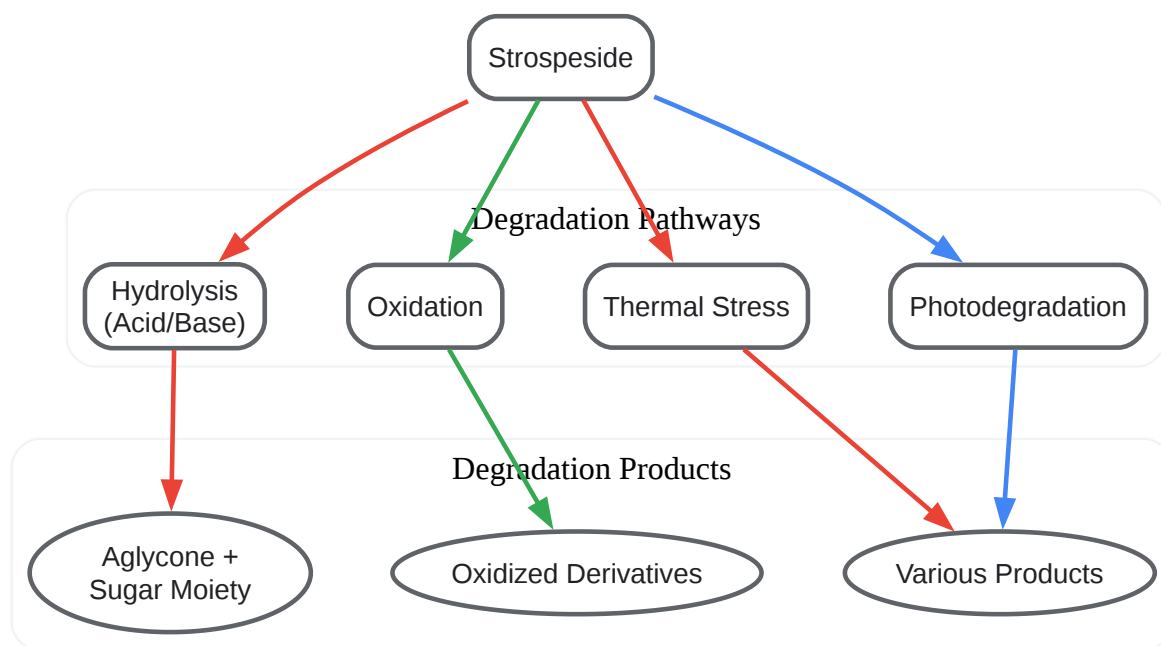 Strospeside
Degradation Pathways
Hydrolysis
(Acid/Base)
Oxidation
Thermal Stress
Photodegradation
Degradation Products
Aglycone +
Sugar Moiety
Oxidized Derivatives
Various Products